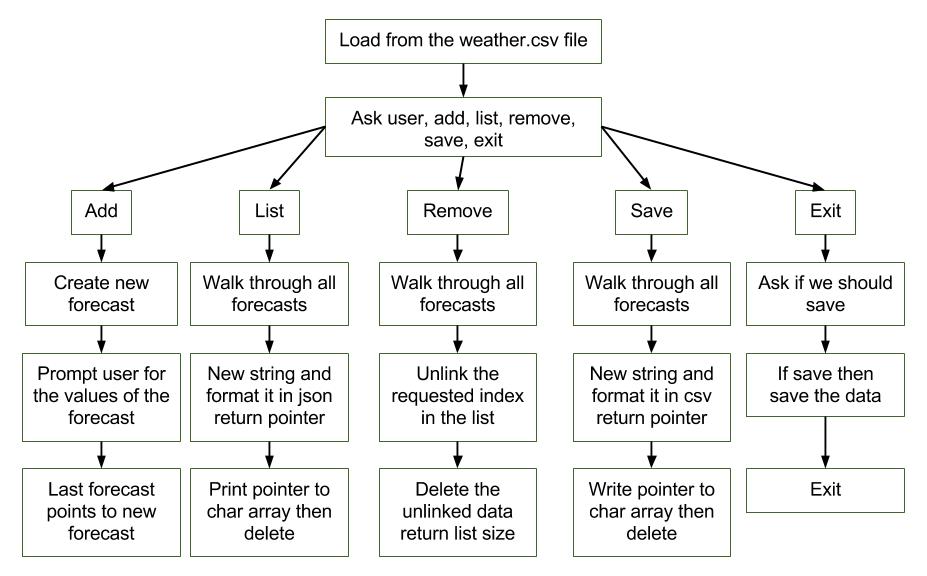 Load from the weather.csv file
Ask user, add, list, remove,
save, exit
Add
List
Remove
Save
Exit
Create new
forecast
Walk through all
forecasts
Walk through all
forecasts
Walk through all
forecasts
Ask if we should
save
Prompt user for
the values of the
forecast
New string and
format it in json
return pointer
Unlink the
requested index
in the list
New string and
format it in csv
return pointer
If save then
save the data
Last forecast
points to new
forecast
Print pointer to
char array then
delete
Delete the
unlinked data
return list size
Write pointer to
char array then
delete
Exit